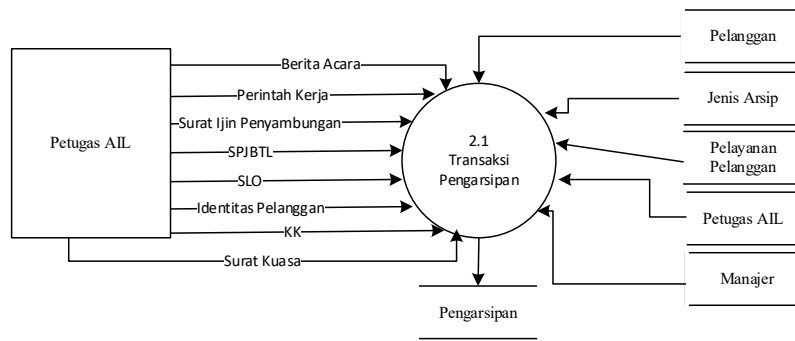 Petugas AIL
Berita Acara
Perintah Kerja
Surat Ijin Penyambungan
SPJBTL
SLO
Identitas Pelanggan
KK
Surat Kuasa
2.1
Transaksi
Pengarsipan
Pengarsipan
Pelanggan
Jenis Arsip
Pelayanan
Pelanggan
Petugas AIL
Manajer